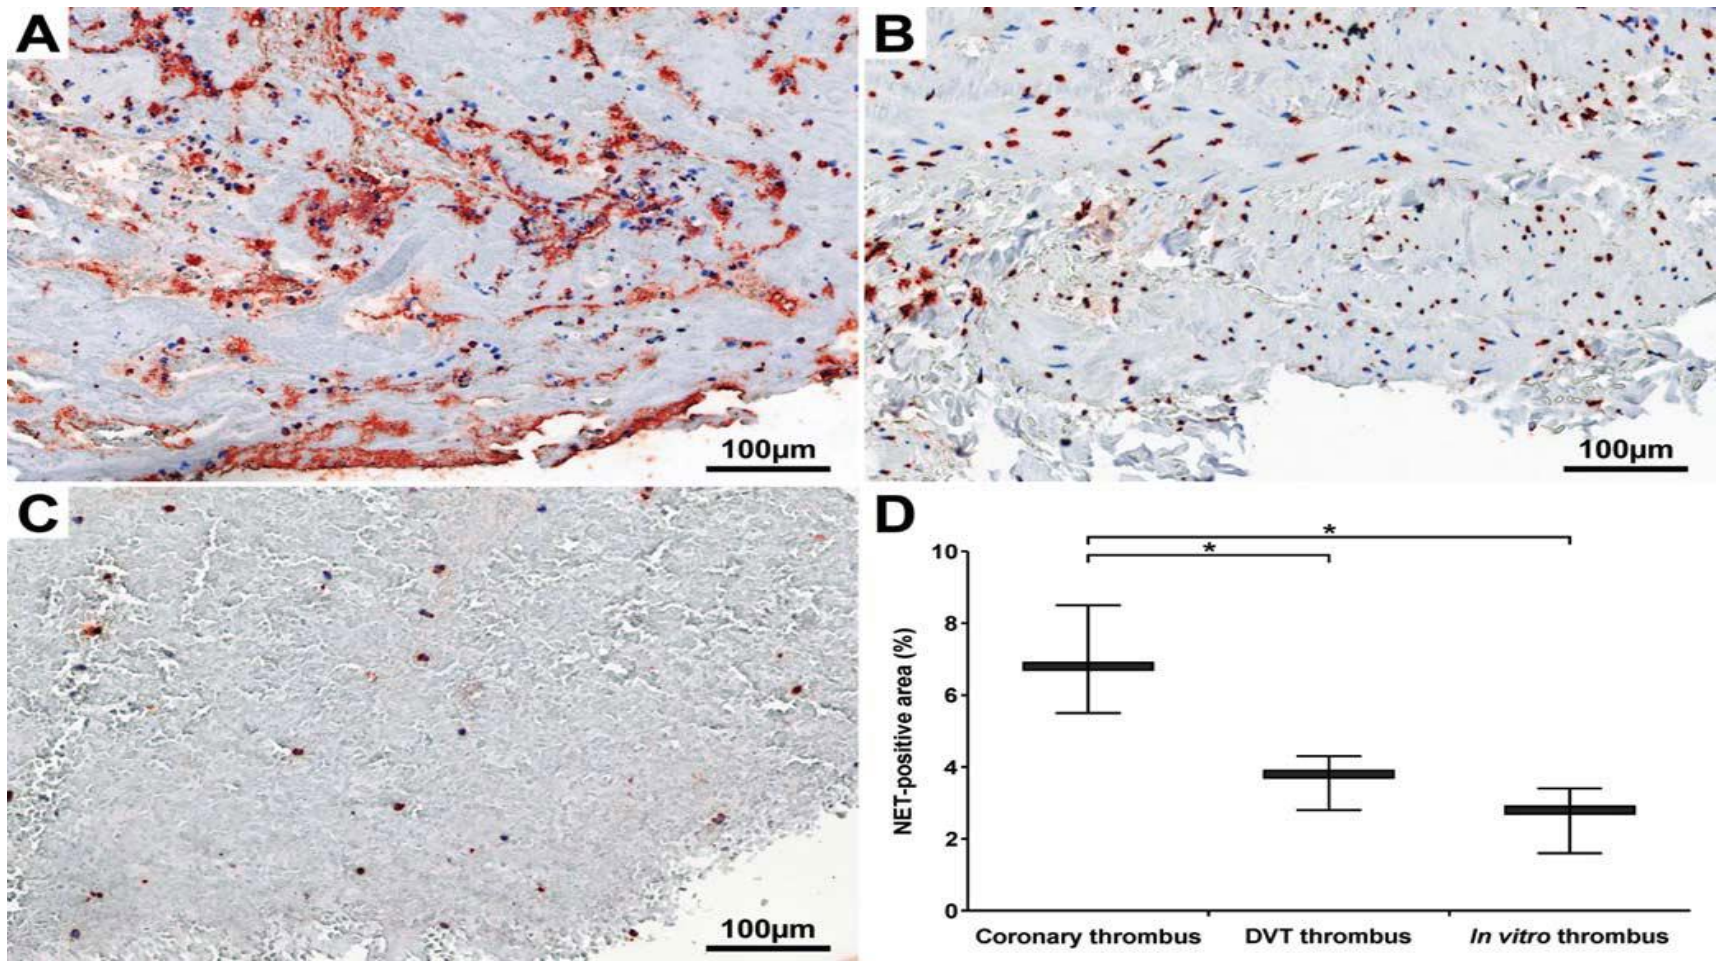 A
100µm
B
100µm
C
100µm
D
* 
*
NET-positive area (%)
10
8
6
4
2
0
Coronary thrombus
DVT thrombus
In vitro thrombus